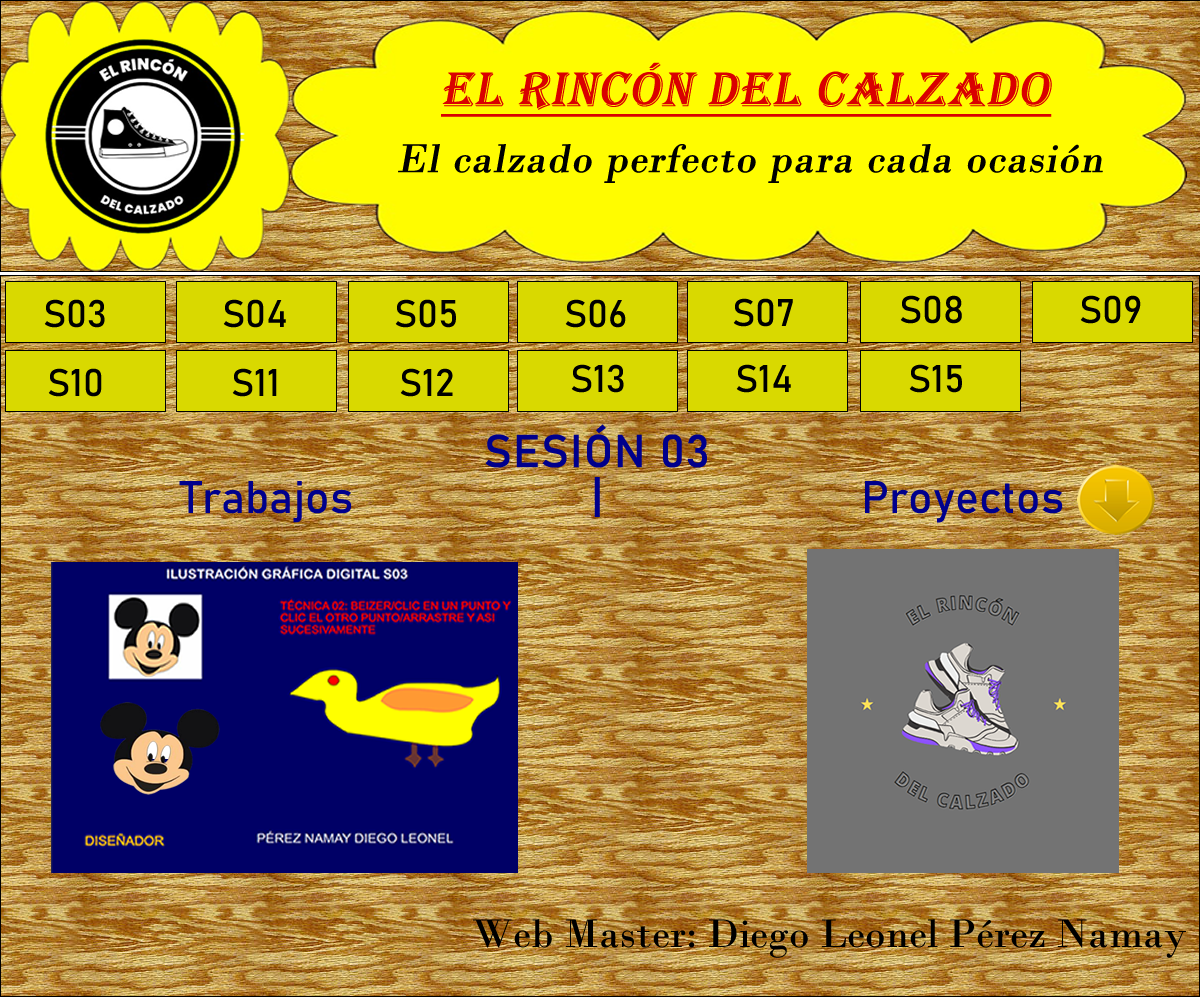 EL RINCÓN
DEL CALZADO
EL RINCÓN DEL CALZADO
El calzado perfecto para cada ocasión
S03 S04 S05 S06 S07 S08 S09
S10 S11 S12 S13 S14 S15
SESIÓN 03
Trabajos | Proyectos
ILUSTRACIÓN GRÁFICA DIGITAL S03
TÉCNICA 02: BEIZER/CLIC EN UN PUNTO Y
CLIC EL OTRO PUNTO/ARRASTRE Y ASI
SUCESIVAMENTE
DISEÑADOR PÉREZ NAMAY DIEGO LEONEL
EL RINCÓN
DEL CALZADO
Web Master: Diego Leonel Pérez Namay